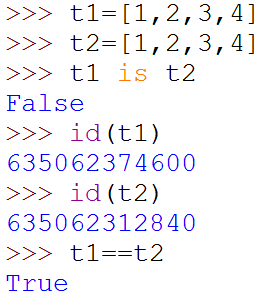 >>> t1=[1,2,3,4]
>>> t2=[1,2,3,4]
>>> t1 is t2
False
>>> id(t1)
635062374600
>>> id(t2)
635062312840
>>> t1==t2
True